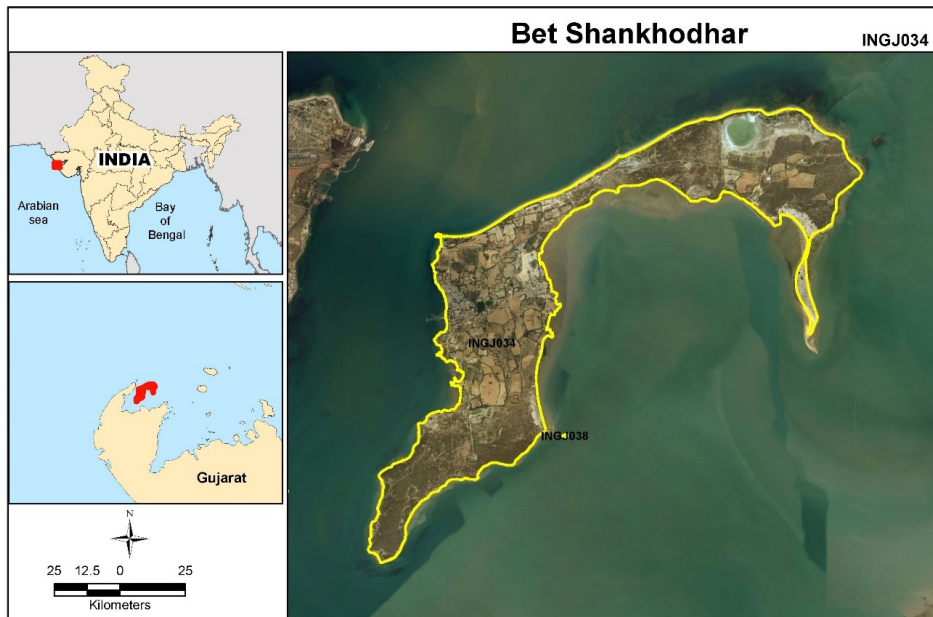 Bet Shankhodhar
INGJ034
INDIA
Arabian
sea
Bay
of
Bengal
Gujarat
N
25 12.5 0 25
Kilometers
INGJ034
INGJ038